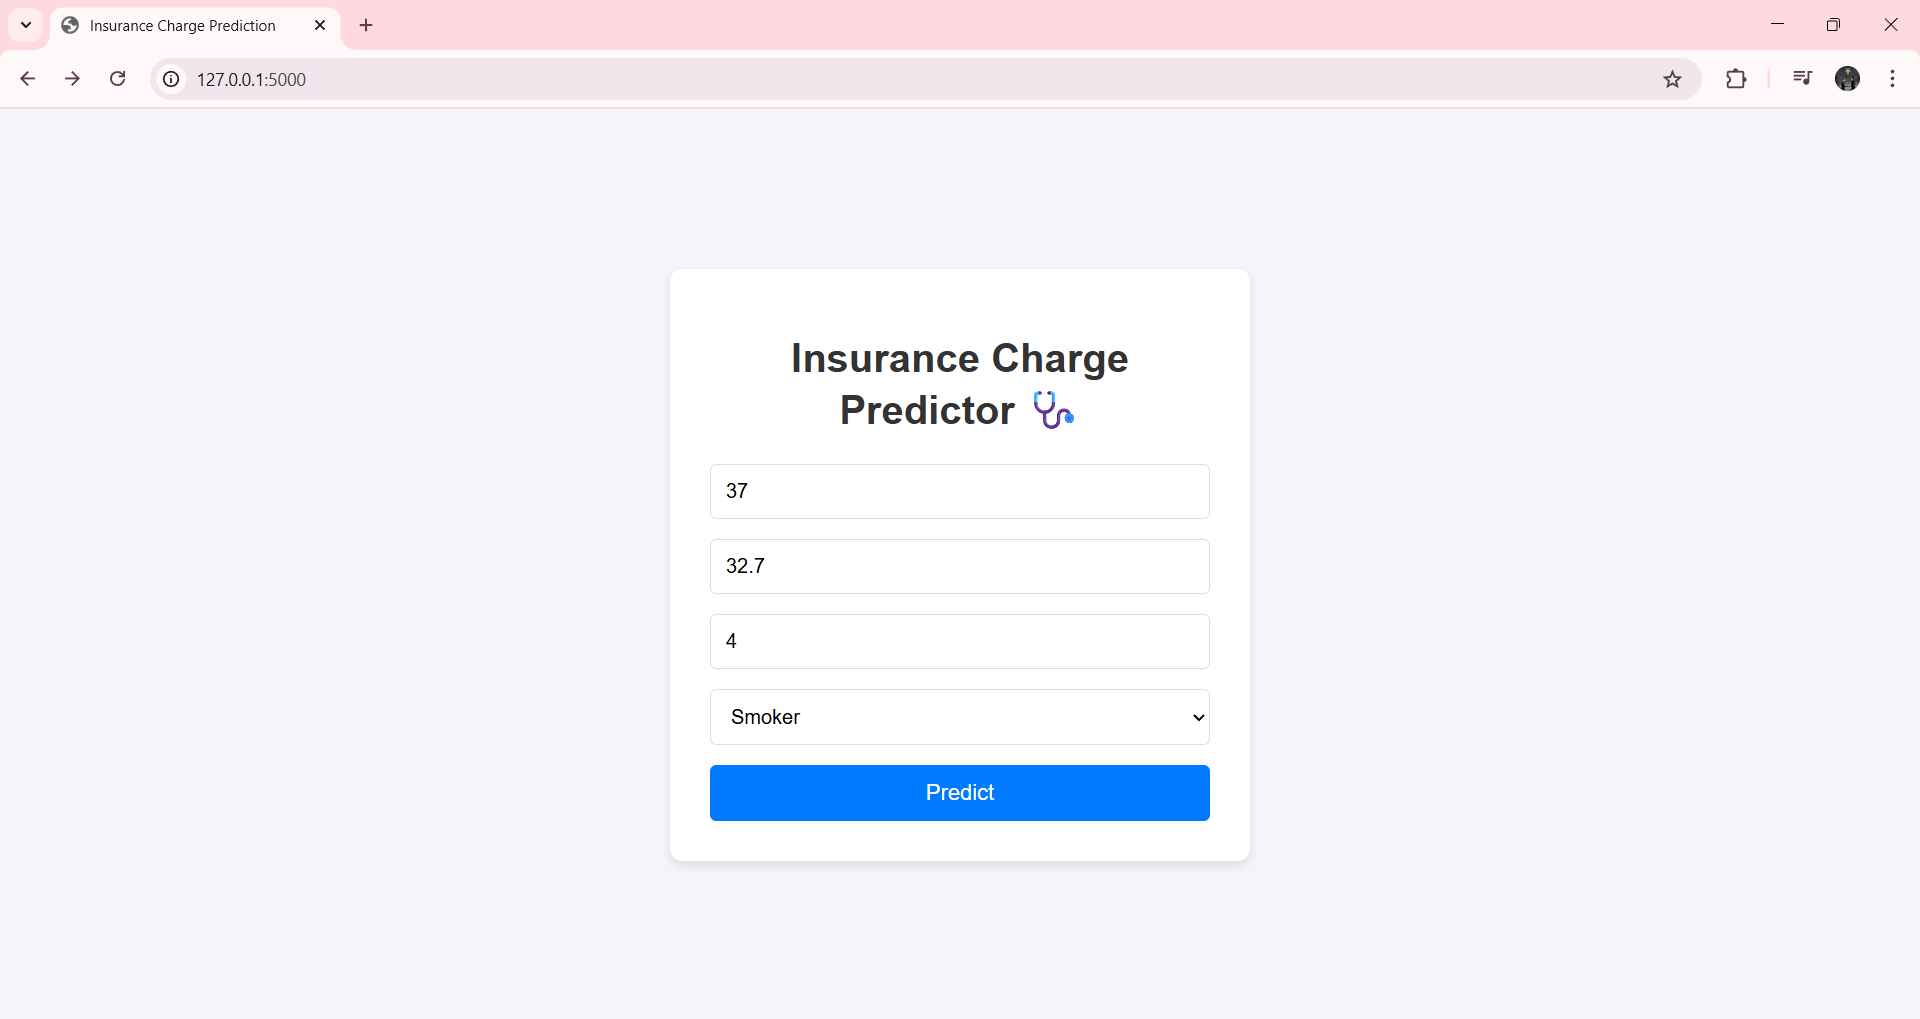 Insurance Charge Prediction
127.0.0.1:5000
Insurance Charge
Predictor
37
32.7
4
Smoker
Predict